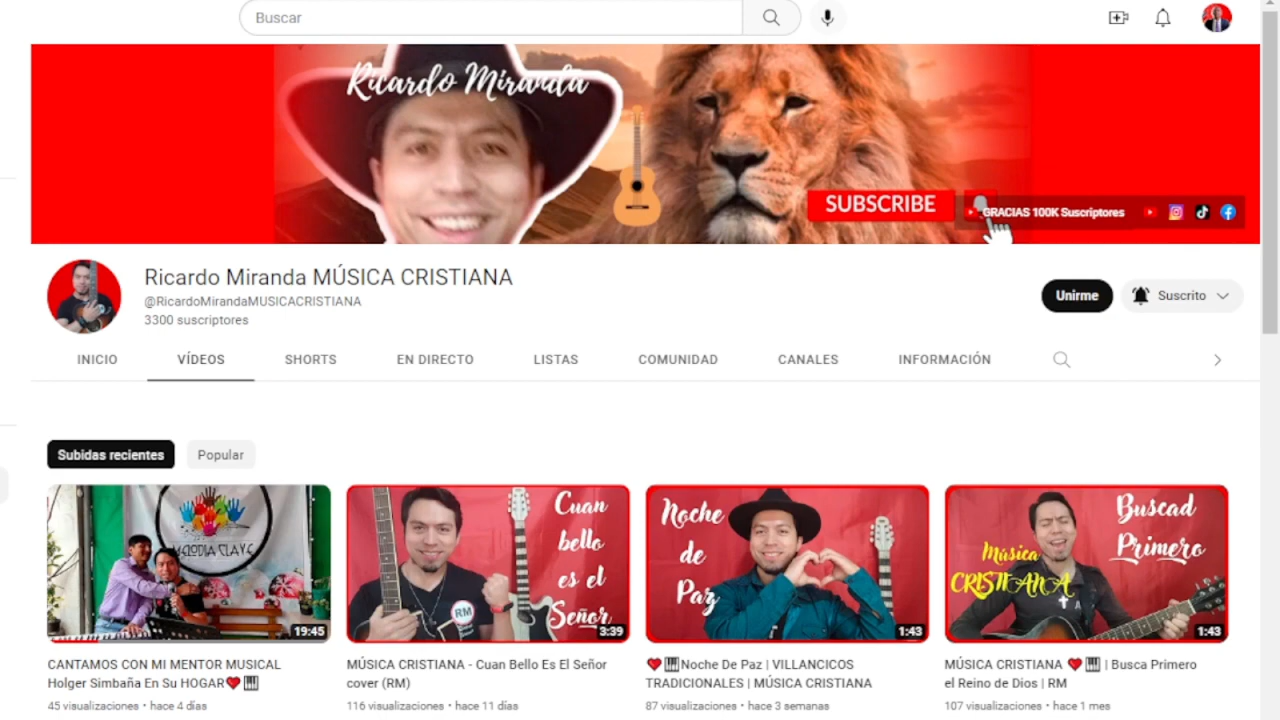 Buscar
Ricardo Miranda
SUBSCRIBE
GRACIAS 100K Suscriptores
Ricardo Miranda MÚSICA CRISTIANA
@RicardoMirandaMUSICACRISTIANA
3300 suscriptores
Unirme
Suscrito
INICIO VÍDEOS SHORTS EN DIRECTO LISTAS COMUNIDAD CANALES INFORMACIÓN
Subidas recientes Popular
MELODIA CLAVE
19:45
Cuan
bello
es el
Señor
RM
3:39
Noche
de
Paz
1:43
Buscad
Primero
Música
CRISTIANA
1:43
CANTAMOS CON MI MENTOR MUSICAL
Holger Simbaña En Su HOGAR❤️🎹
45 visualizaciones • hace 4 días
MÚSICA CRISTIANA - Cuan Bello Es El Señor
cover (RM)
116 visualizaciones • hace 11 días
❤️🎹Noche De Paz | VILLANCICOS
TRADICIONALES | MÚSICA CRISTIANA
87 visualizaciones • hace 3 semanas
MÚSICA CRISTIANA ❤️🎹 | Busca Primero
el Reino de Dios | RM
107 visualizaciones • hace 1 mes